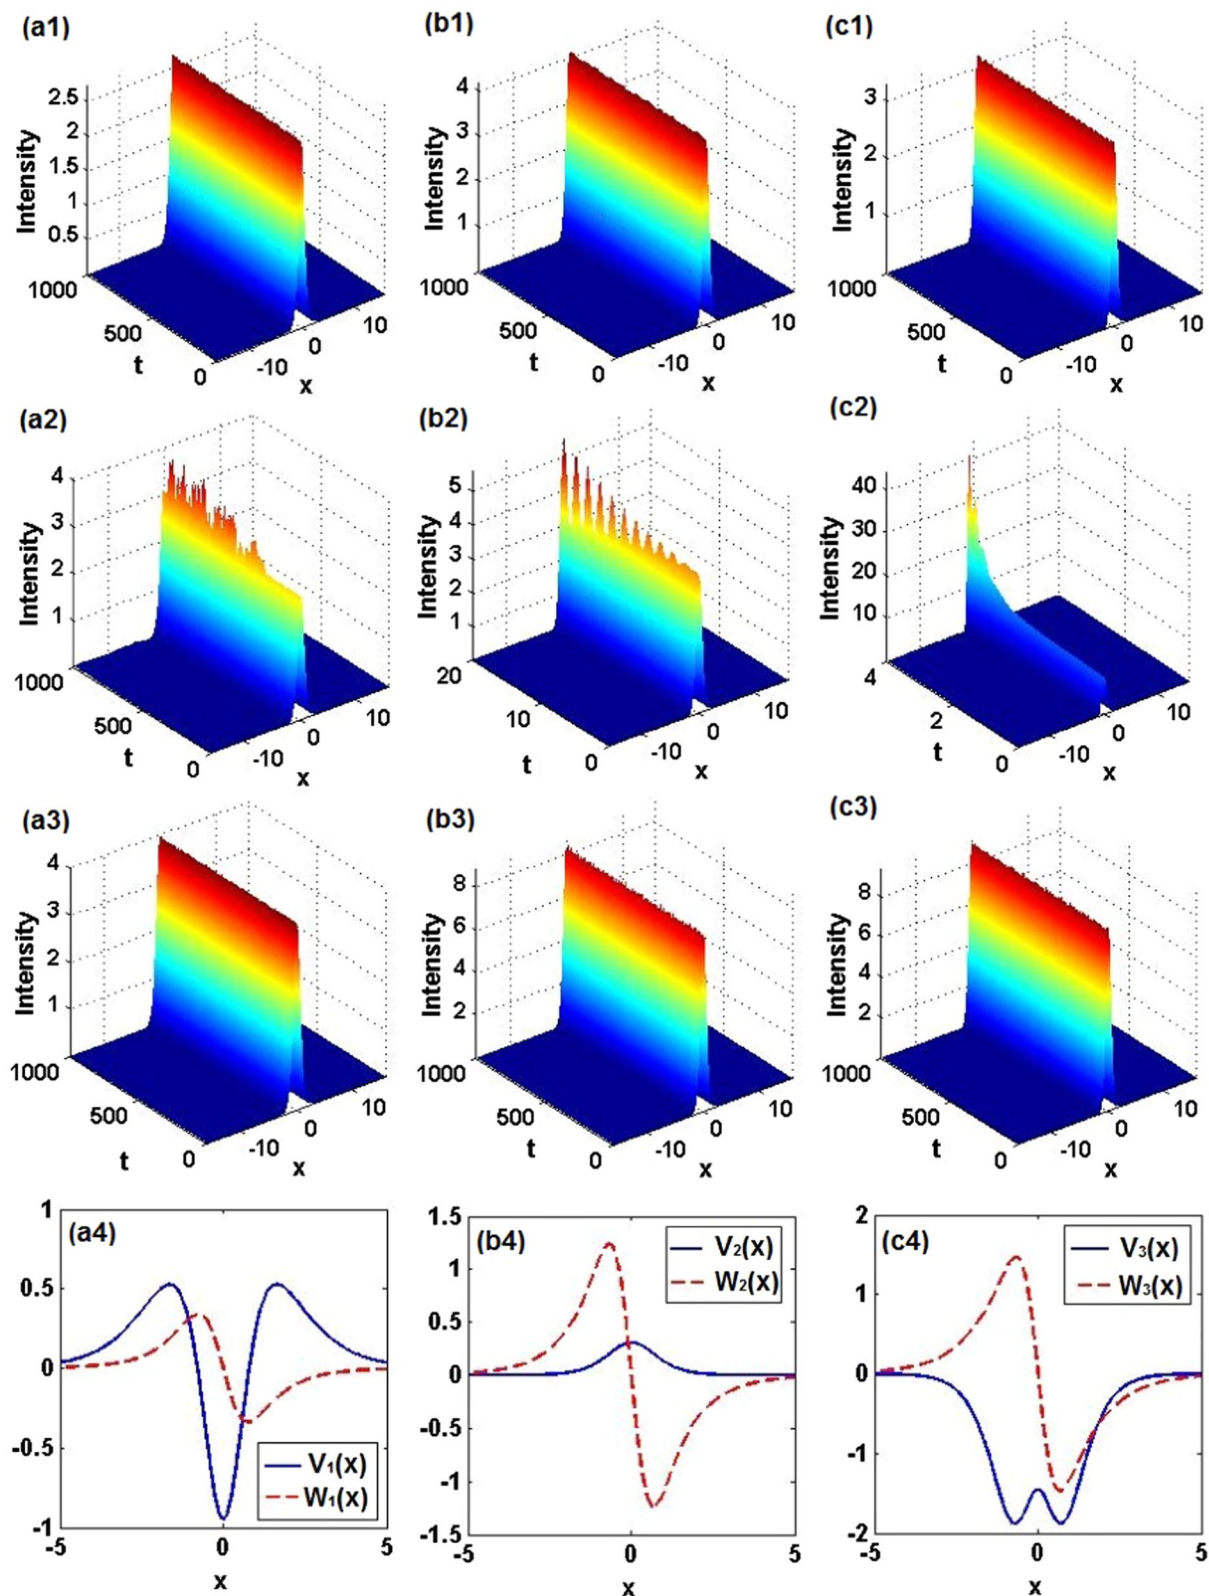 (a1) (b1) (c1)
Intensity 2.5 2 1.5 1 0.5 1000 500 0 t -10 0 10 x
Intensity 4 3 2 1 1000 500 0 t -10 0 10 x
Intensity 3 2 1 1000 500 0 t -10 0 10 x
(a2) (b2) (c2)
Intensity 4 3 2 1 1000 500 0 t -10 0 10 x
Intensity 5 4 3 2 1 20 10 0 t -10 0 10 x
Intensity 40 30 20 10 4 2 0 t -10 0 10 x
(a3) (b3) (c3)
Intensity 4 3 2 1 1000 500 0 t -10 0 10 x
Intensity 8 6 4 2 1000 500 0 t -10 0 10 x
Intensity 8 6 4 2 1000 500 0 t -10 0 10 x
(a4)
1 0.5 0 -0.5 -1
V1(x)
W1(x)
-5 0 5
x
(b4)
1.5 1 0.5 0 -0.5 -1 -1.5
V2(x)
W2(x)
-5 0 5
x
(c4)
2 1 0 -1 -2
V3(x)
W3(x)
-5 0 5
x